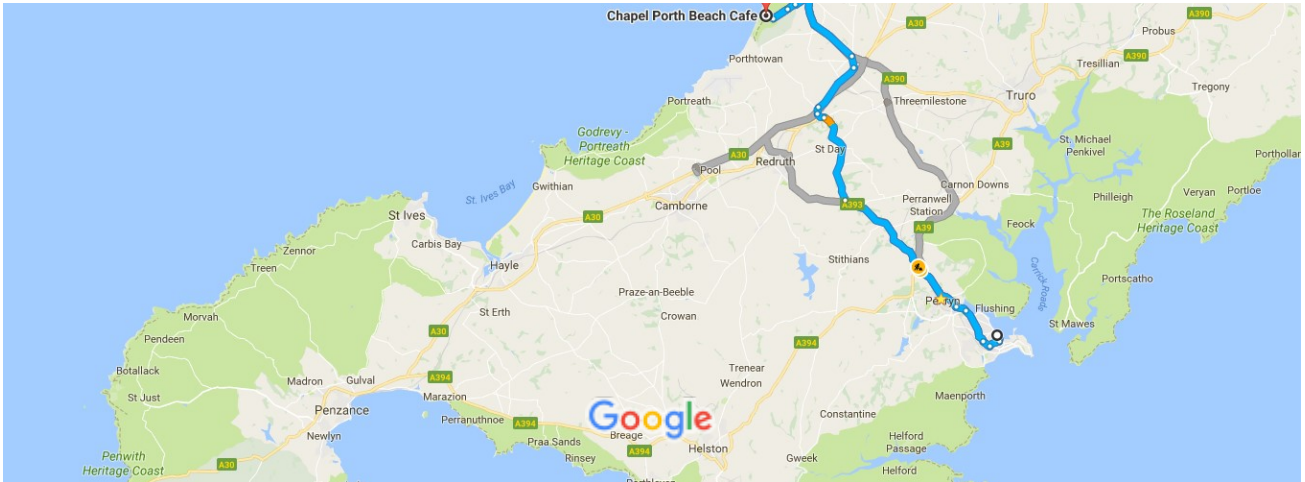 Chapel Porth Beach Cafe
A30
A390
Probus
A390
Tresillian
Porthtowan
A390
Tregony
Truro
Threemilestone
Portreath
Godrevy -
Portreath
Heritage Coast
St. Michael
Penkivel
A39
St Day
A30
Redruth
Pool
Carnon Downs
Gwithian
St. Ives Bay
Philleigh
Veryan
Portloe
Camborne
A393
Perranwell
Station
The Roseland
Heritage Coast
St Ives
A30
Feock
A39
Carbis Bay
Zennor
Stithians
Treen
Hayle
Carrick Roads
Portscatho
Praze-an-Beeble
Flushing
St Erth
Crowan
Morvah
St Mawes
A30
Pendeen
A394
Botallack
Trenear
Wendron
Madron
Gulval
A394
St Just
Marazion
Maenporth
Penzance
Perranuthnoe
Google
Constantine
A394
Newlyn
Praa Sands
Breage
Helford
Passage
A394
Helston
Penwith
Heritage Coast
A30
Rinsey
Gweek
Helford